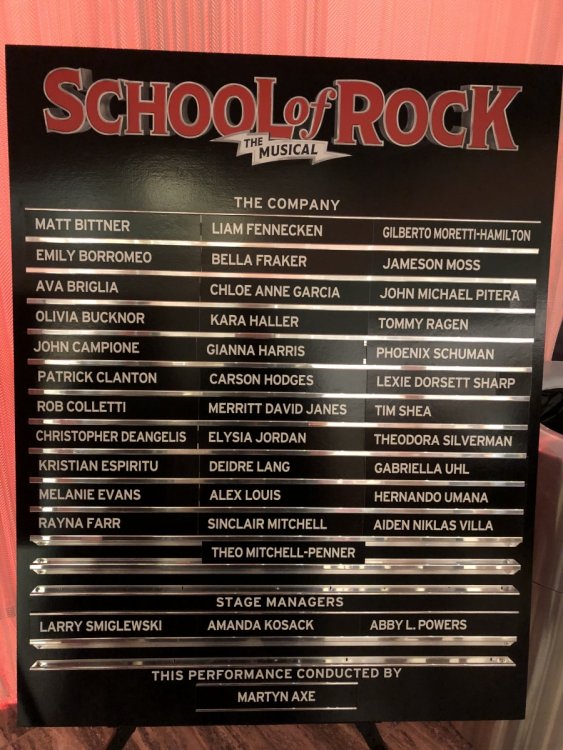 SCHOOL of ROCK
THE MUSICAL
THE COMPANY
MATT BITTNER LIAM FENNECKEN GILBERTO MORETTI-HAMILTON
EMILY BORROMEO BELLA FRAKER JAMESON MOSS
AVA BRIGLIA CHLOE ANNE GARCIA JOHN MICHAEL PITERA
OLIVIA BUCKNOR KARA HALLER TOMMY RAGEN
JOHN CAMPIONE GIANNA HARRIS PHOENIX SCHUMAN
PATRICK CLANTON CARSON HODGES LEXIE DORSETT SHARP
ROB COLLETTI MERRITT DAVID JANES TIM SHEA
CHRISTOPHER DEANGELIS ELYSIA JORDAN THEODORA SILVERMAN
KRISTIAN ESPIRITU DEIDRE LANG GABRIELLA UHL
MELANIE EVANS ALEX LOUIS HERNANDO UMANA
RAYNA FARR SINCLAIR MITCHELL AIDEN NIKLAS VILLA
THEO MITCHELL-PENNER
STAGE MANAGERS
LARRY SMIGLEWSKI AMANDA KOSACK ABBY L. POWERS
THIS PERFORMANCE CONDUCTED BY
MARTYN AXE